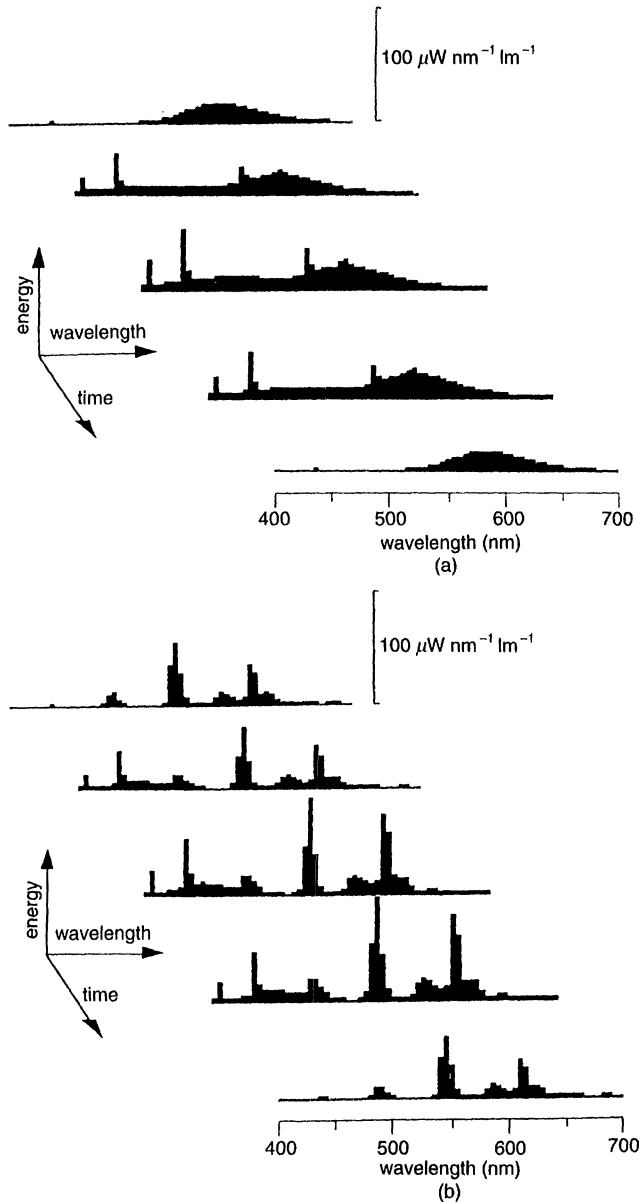 100 μW nm⁻¹ lm⁻¹
energy
wavelength
time
400 500 600 700
wavelength (nm)
(a)
100 μW nm⁻¹ lm⁻¹
energy
wavelength
time
400 500 600 700
wavelength (nm)
(b)